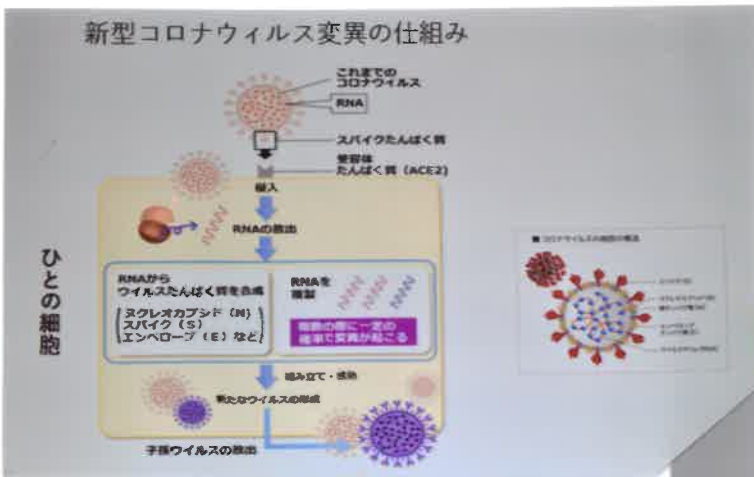 新型コロナウィルス変異の仕組み
これまでの
コロナウイルス
RNA
スパイクたんぱく質
受容体
たんぱく質（ACE2）
侵入
RNAの放出
ひとの細胞
RNAから
ウイルスたんぱく質を合成
ヌクレオカプシド（N）
スパイク（S）
エンベロープ（E）など
RNAを
複製
複製の際に一定の
確率で変異が起こる
組み立て・成熟
新たなウイルスの形成
子孫ウイルスの放出